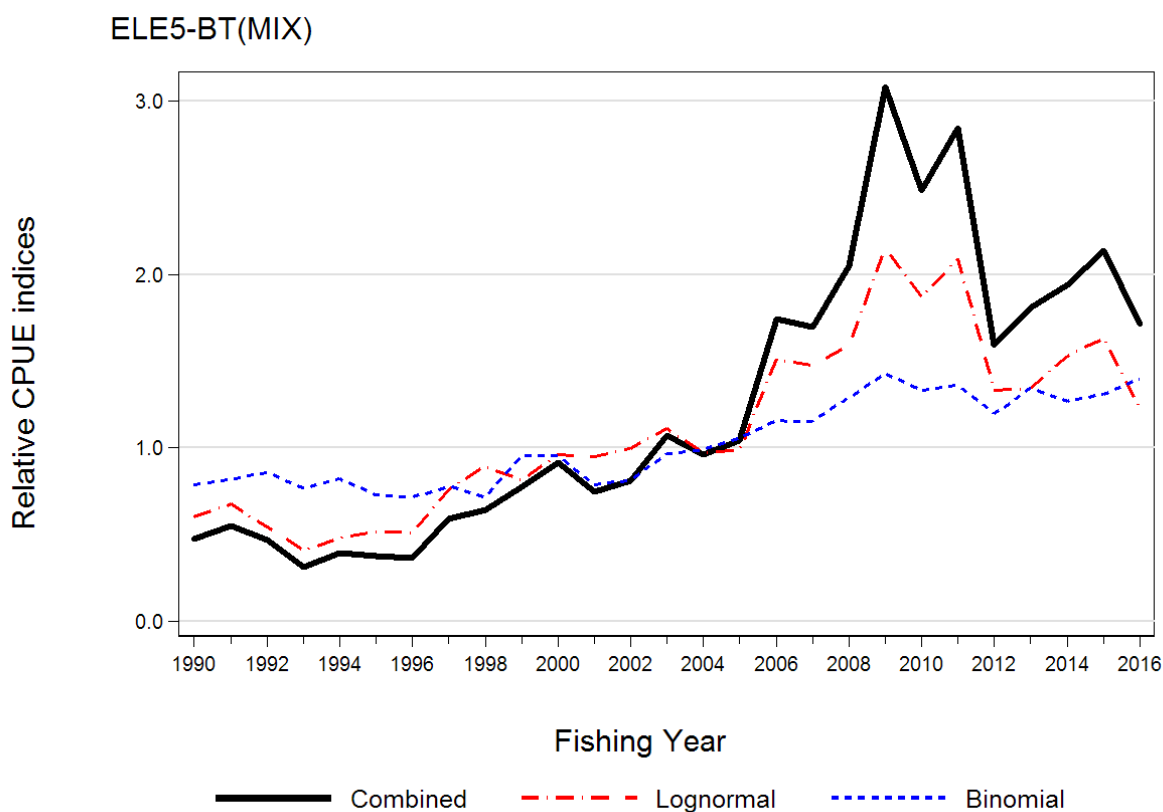 ELE5-BT(MIX)
Relative CPUE indices
3.0
2.0
1.0
0.0
1990 1992 1994 1996 1998 2000 2002 2004 2006 2008 2010 2012 2014 2016
Fishing Year
Combined Lognormal Binomial